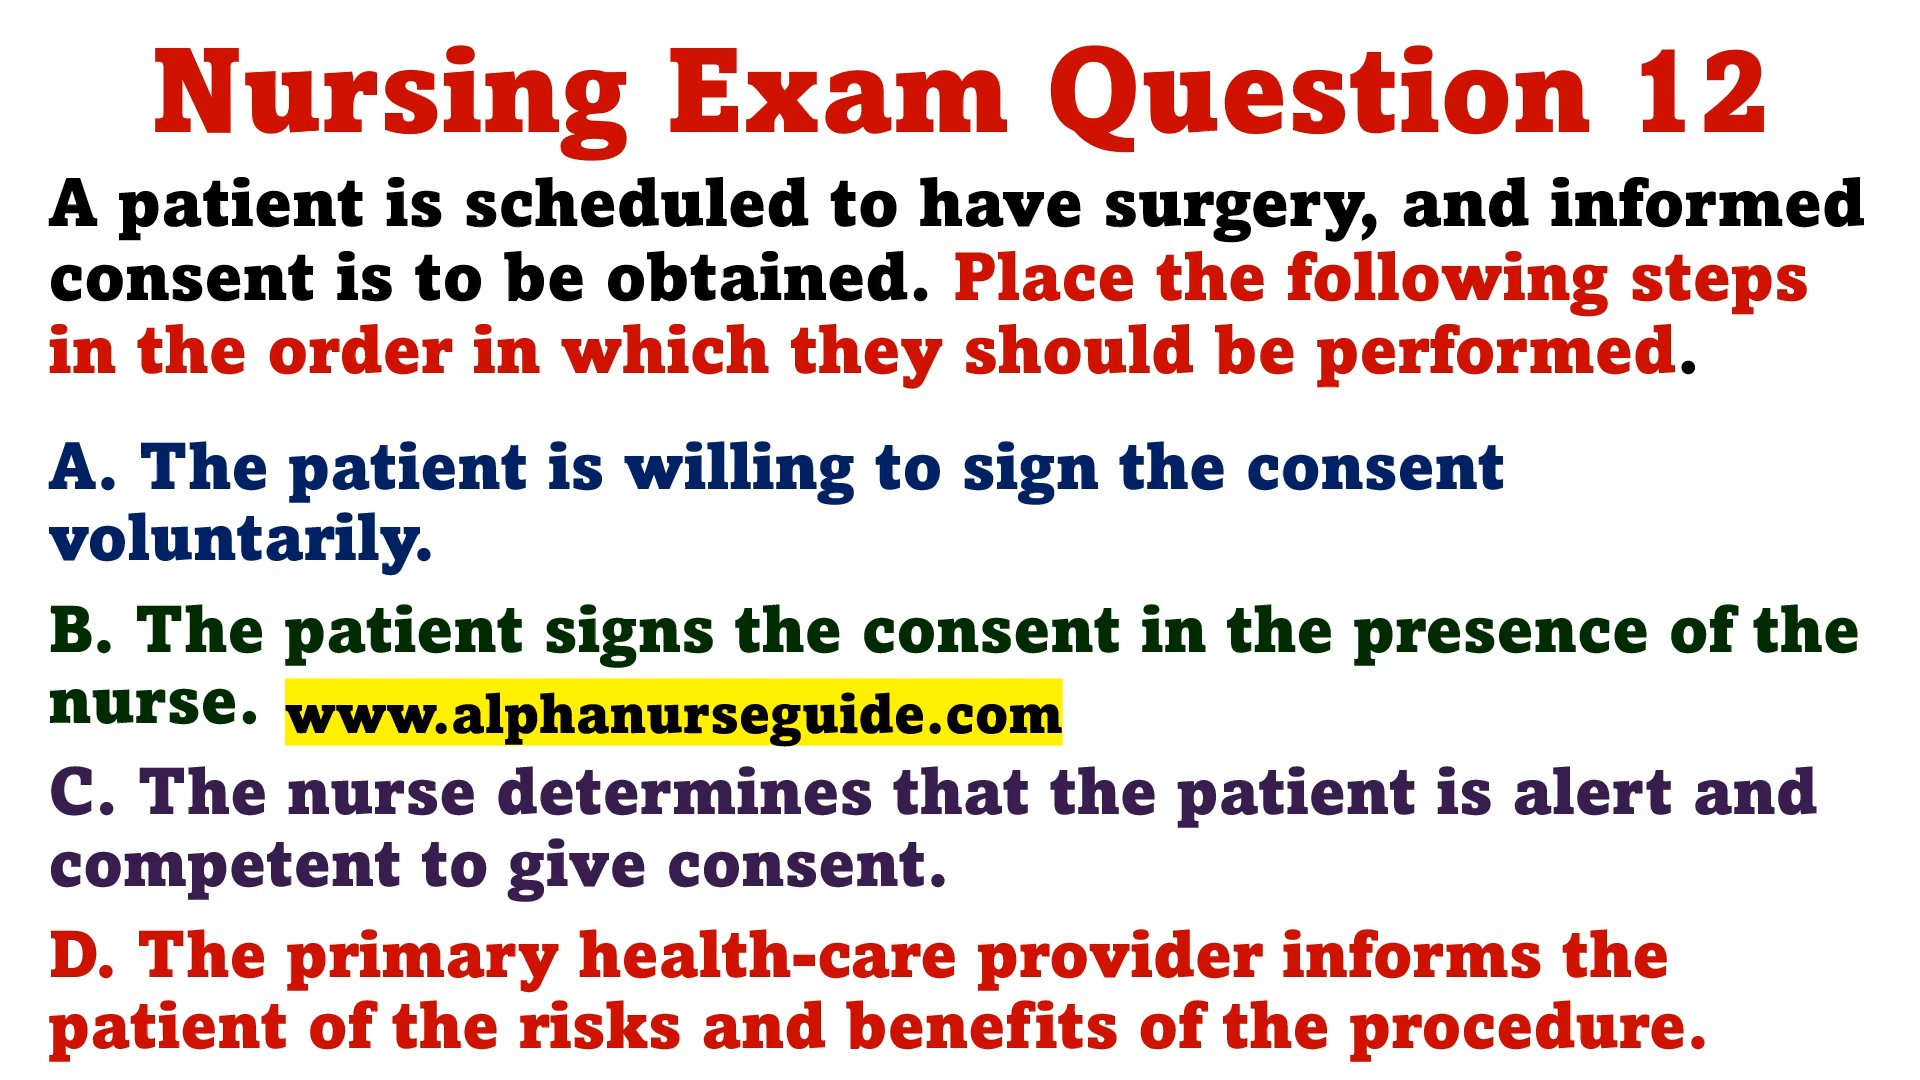 Nursing Exam Question 12
A patient is scheduled to have surgery, and informed
consent is to be obtained. Place the following steps
in the order in which they should be performed.
A. The patient is willing to sign the consent
voluntarily.
B. The patient signs the consent in the presence of the
nurse.
www.alphanurseguide.com
C. The nurse determines that the patient is alert and
competent to give consent.
D. The primary health-care provider informs the
patient of the risks and benefits of the procedure.